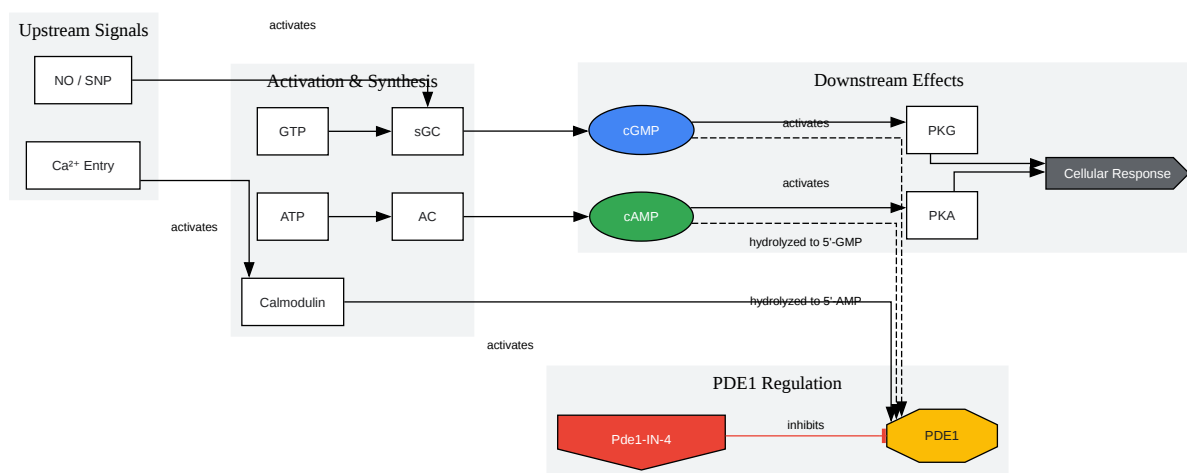 activates
Upstream Signals
NO / SNP
Ca²⁺ Entry
activates
Activation & Synthesis
GTP
sGC
ATP
AC
Calmodulin
activates
Downstream Effects
cGMP
activates
PKG
cAMP
activates
PKA
Cellular Response
hydrolyzed to 5'-GMP
hydrolyzed to 5'-AMP
PDE1 Regulation
Pde1-IN-4
inhibits
PDE1